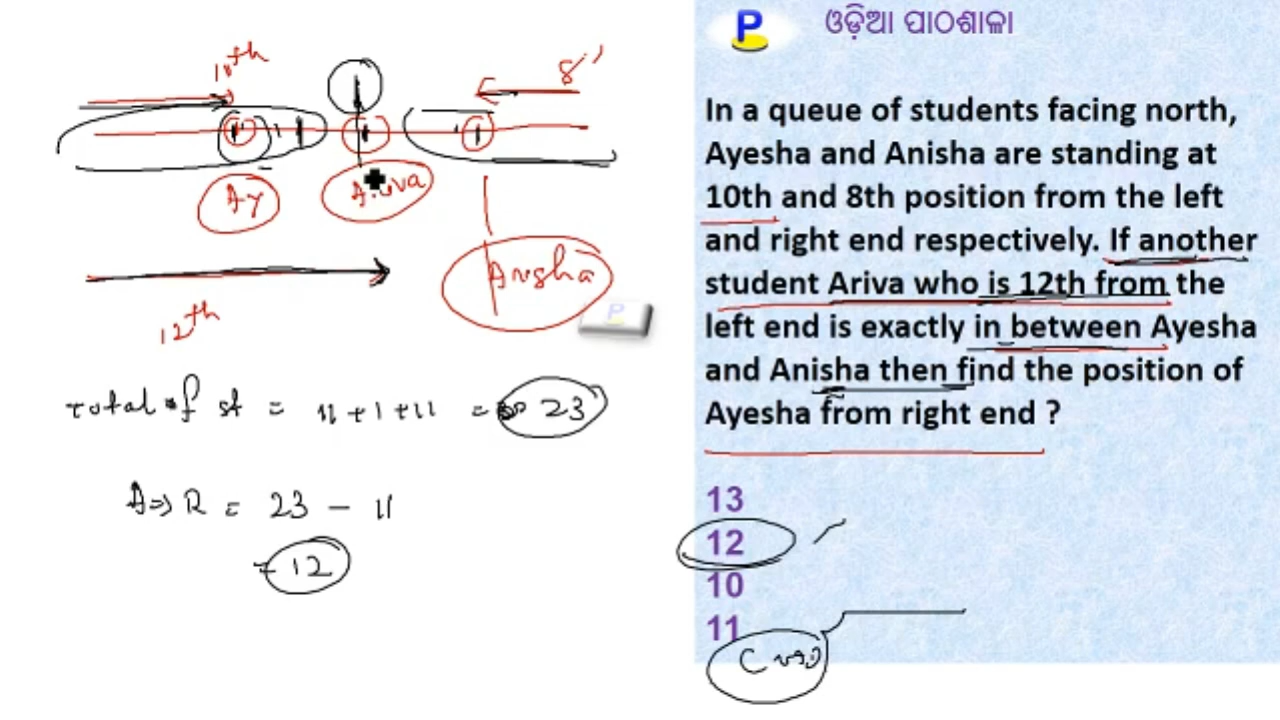 P ଓଡ଼ିଆ ପାଠଶାଳା
In a queue of students facing north,
Ayesha and Anisha are standing at
10th and 8th position from the left
and right end respectively. If another
student Ariva who is 12th from the
left end is exactly in between Ayesha
and Anisha then find the position of
Ayesha from right end ?
13
12
10
11
10th
8'
Ay
Ariva
Anisha
12th
P
Total of st = 11 + 1 + 11 = 23
A⇒R = 23 - 11
= 12